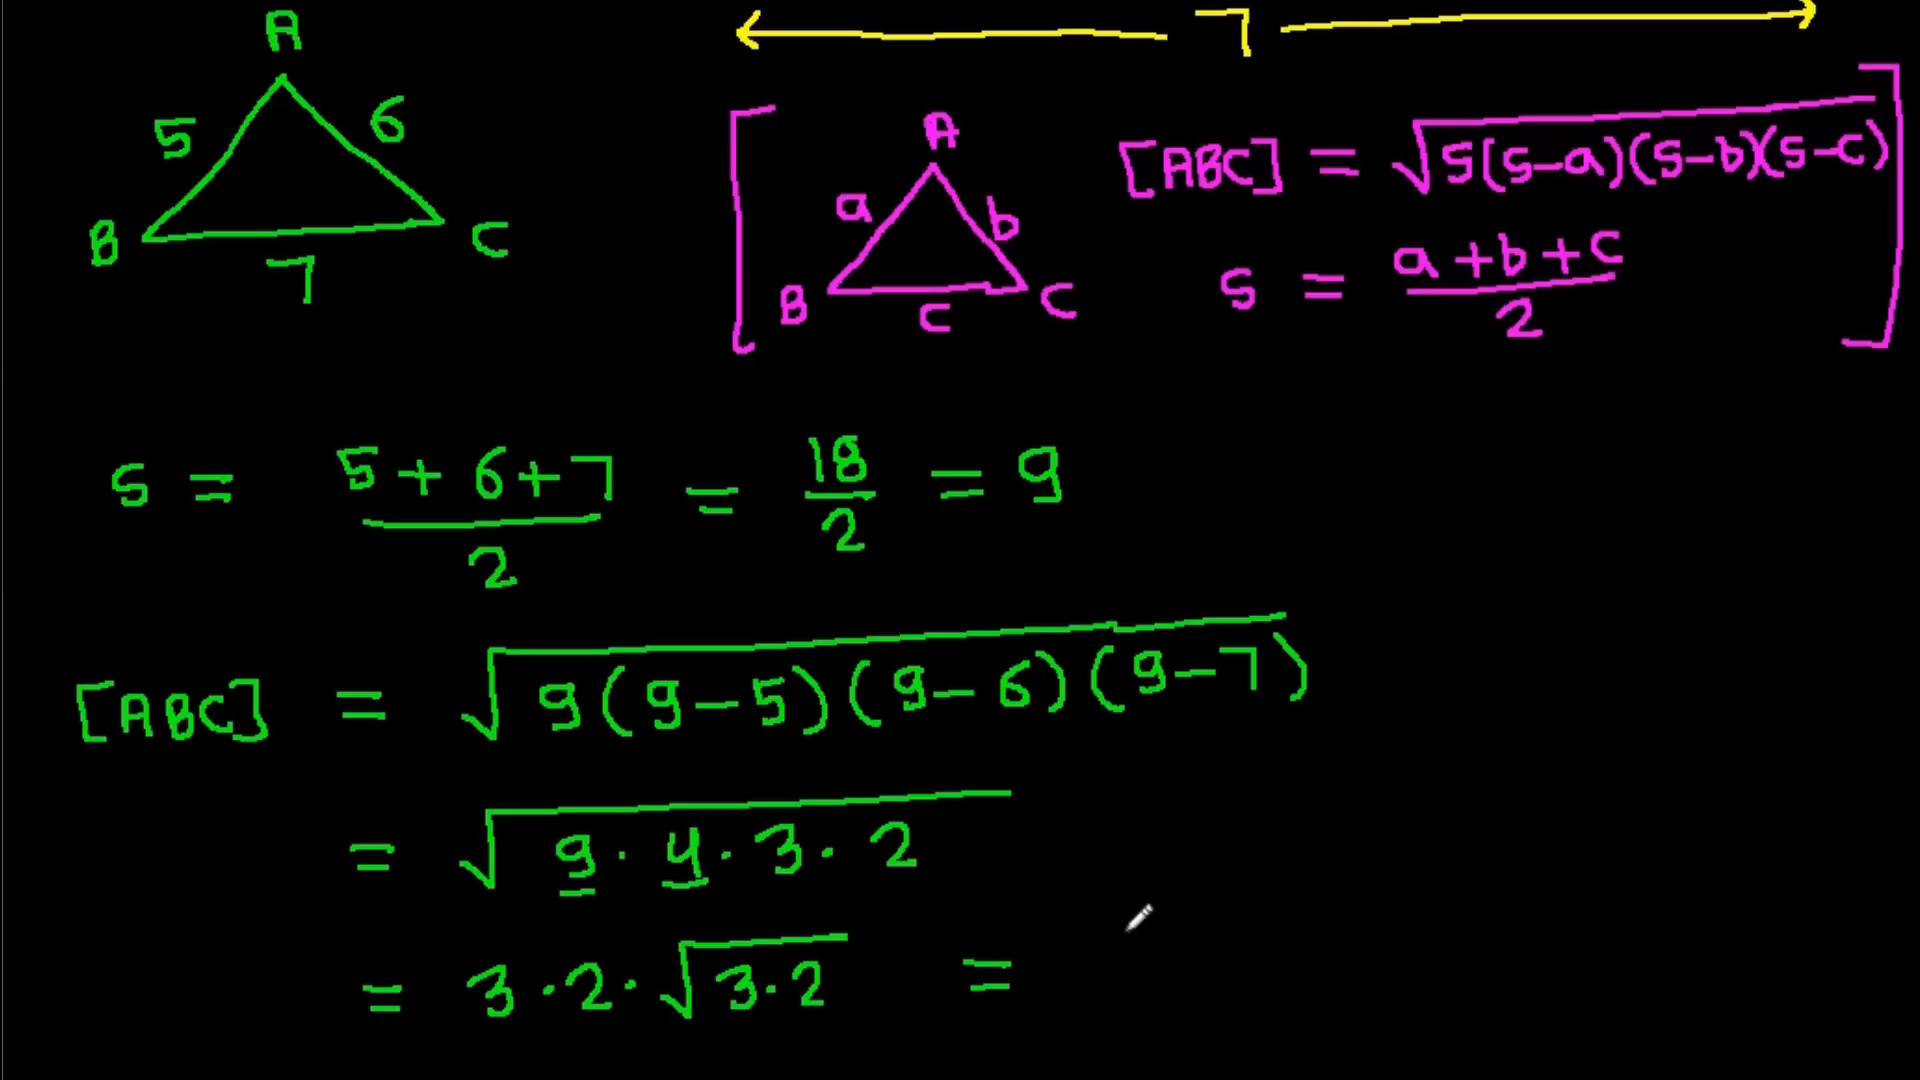 7
A
5 6
B C
7
A
a b
B C
c
[ABC] = √s(s-a)(s-b)(s-c)
s = a+b+c / 2
s = 5+6+7 / 2 = 18 / 2 = 9
[ABC] = √9(9-5)(9-6)(9-7)
= √9·4·3·2
= 3·2·√3·2 =